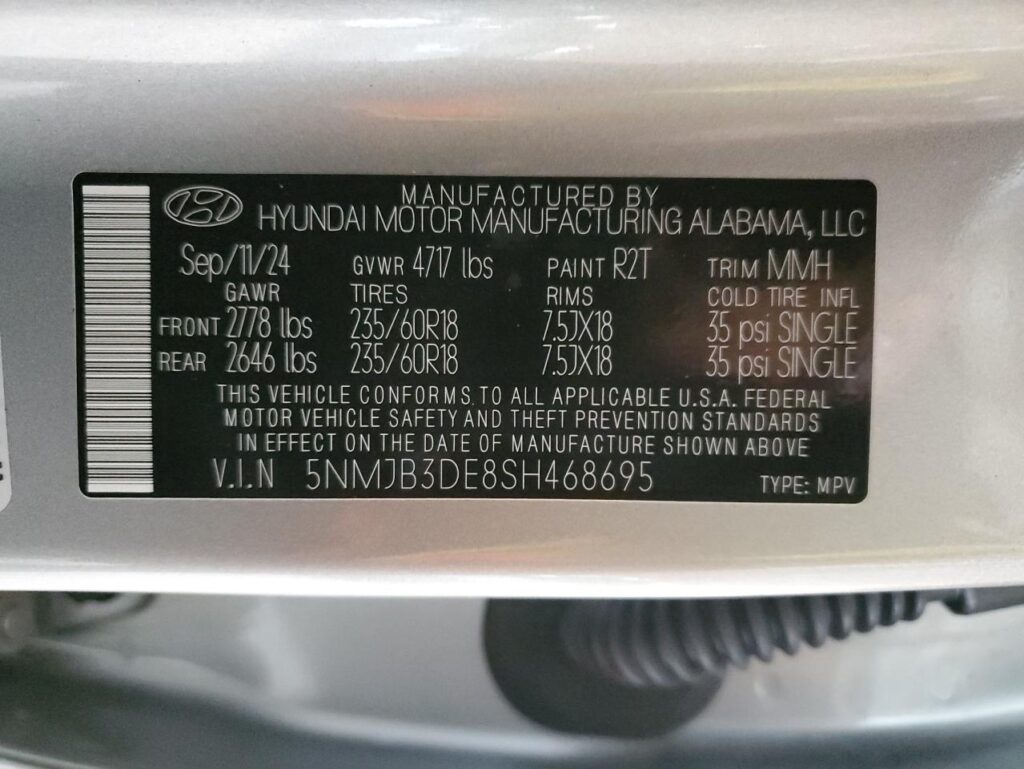 MANUFACTURED BY
HYUNDAI MOTOR MANUFACTURING ALABAMA, LLC
Sep/11/24 GVWR 4717 lbs PAINT R2T TRIM MMH
GAWR TIRES RIMS COLD TIRE INFL
FRONT 2778 lbs 235/60R18 7.5JX18 35 psi SINGLE
REAR 2646 lbs 235/60R18 7.5JX18 35 psi SINGLE
THIS VEHICLE CONFORMS TO ALL APPLICABLE U.S.A. FEDERAL
MOTOR VEHICLE SAFETY AND THEFT PREVENTION STANDARDS
IN EFFECT ON THE DATE OF MANUFACTURE SHOWN ABOVE
V.I.N 5NMJB3DE8SH468695 TYPE: MPV